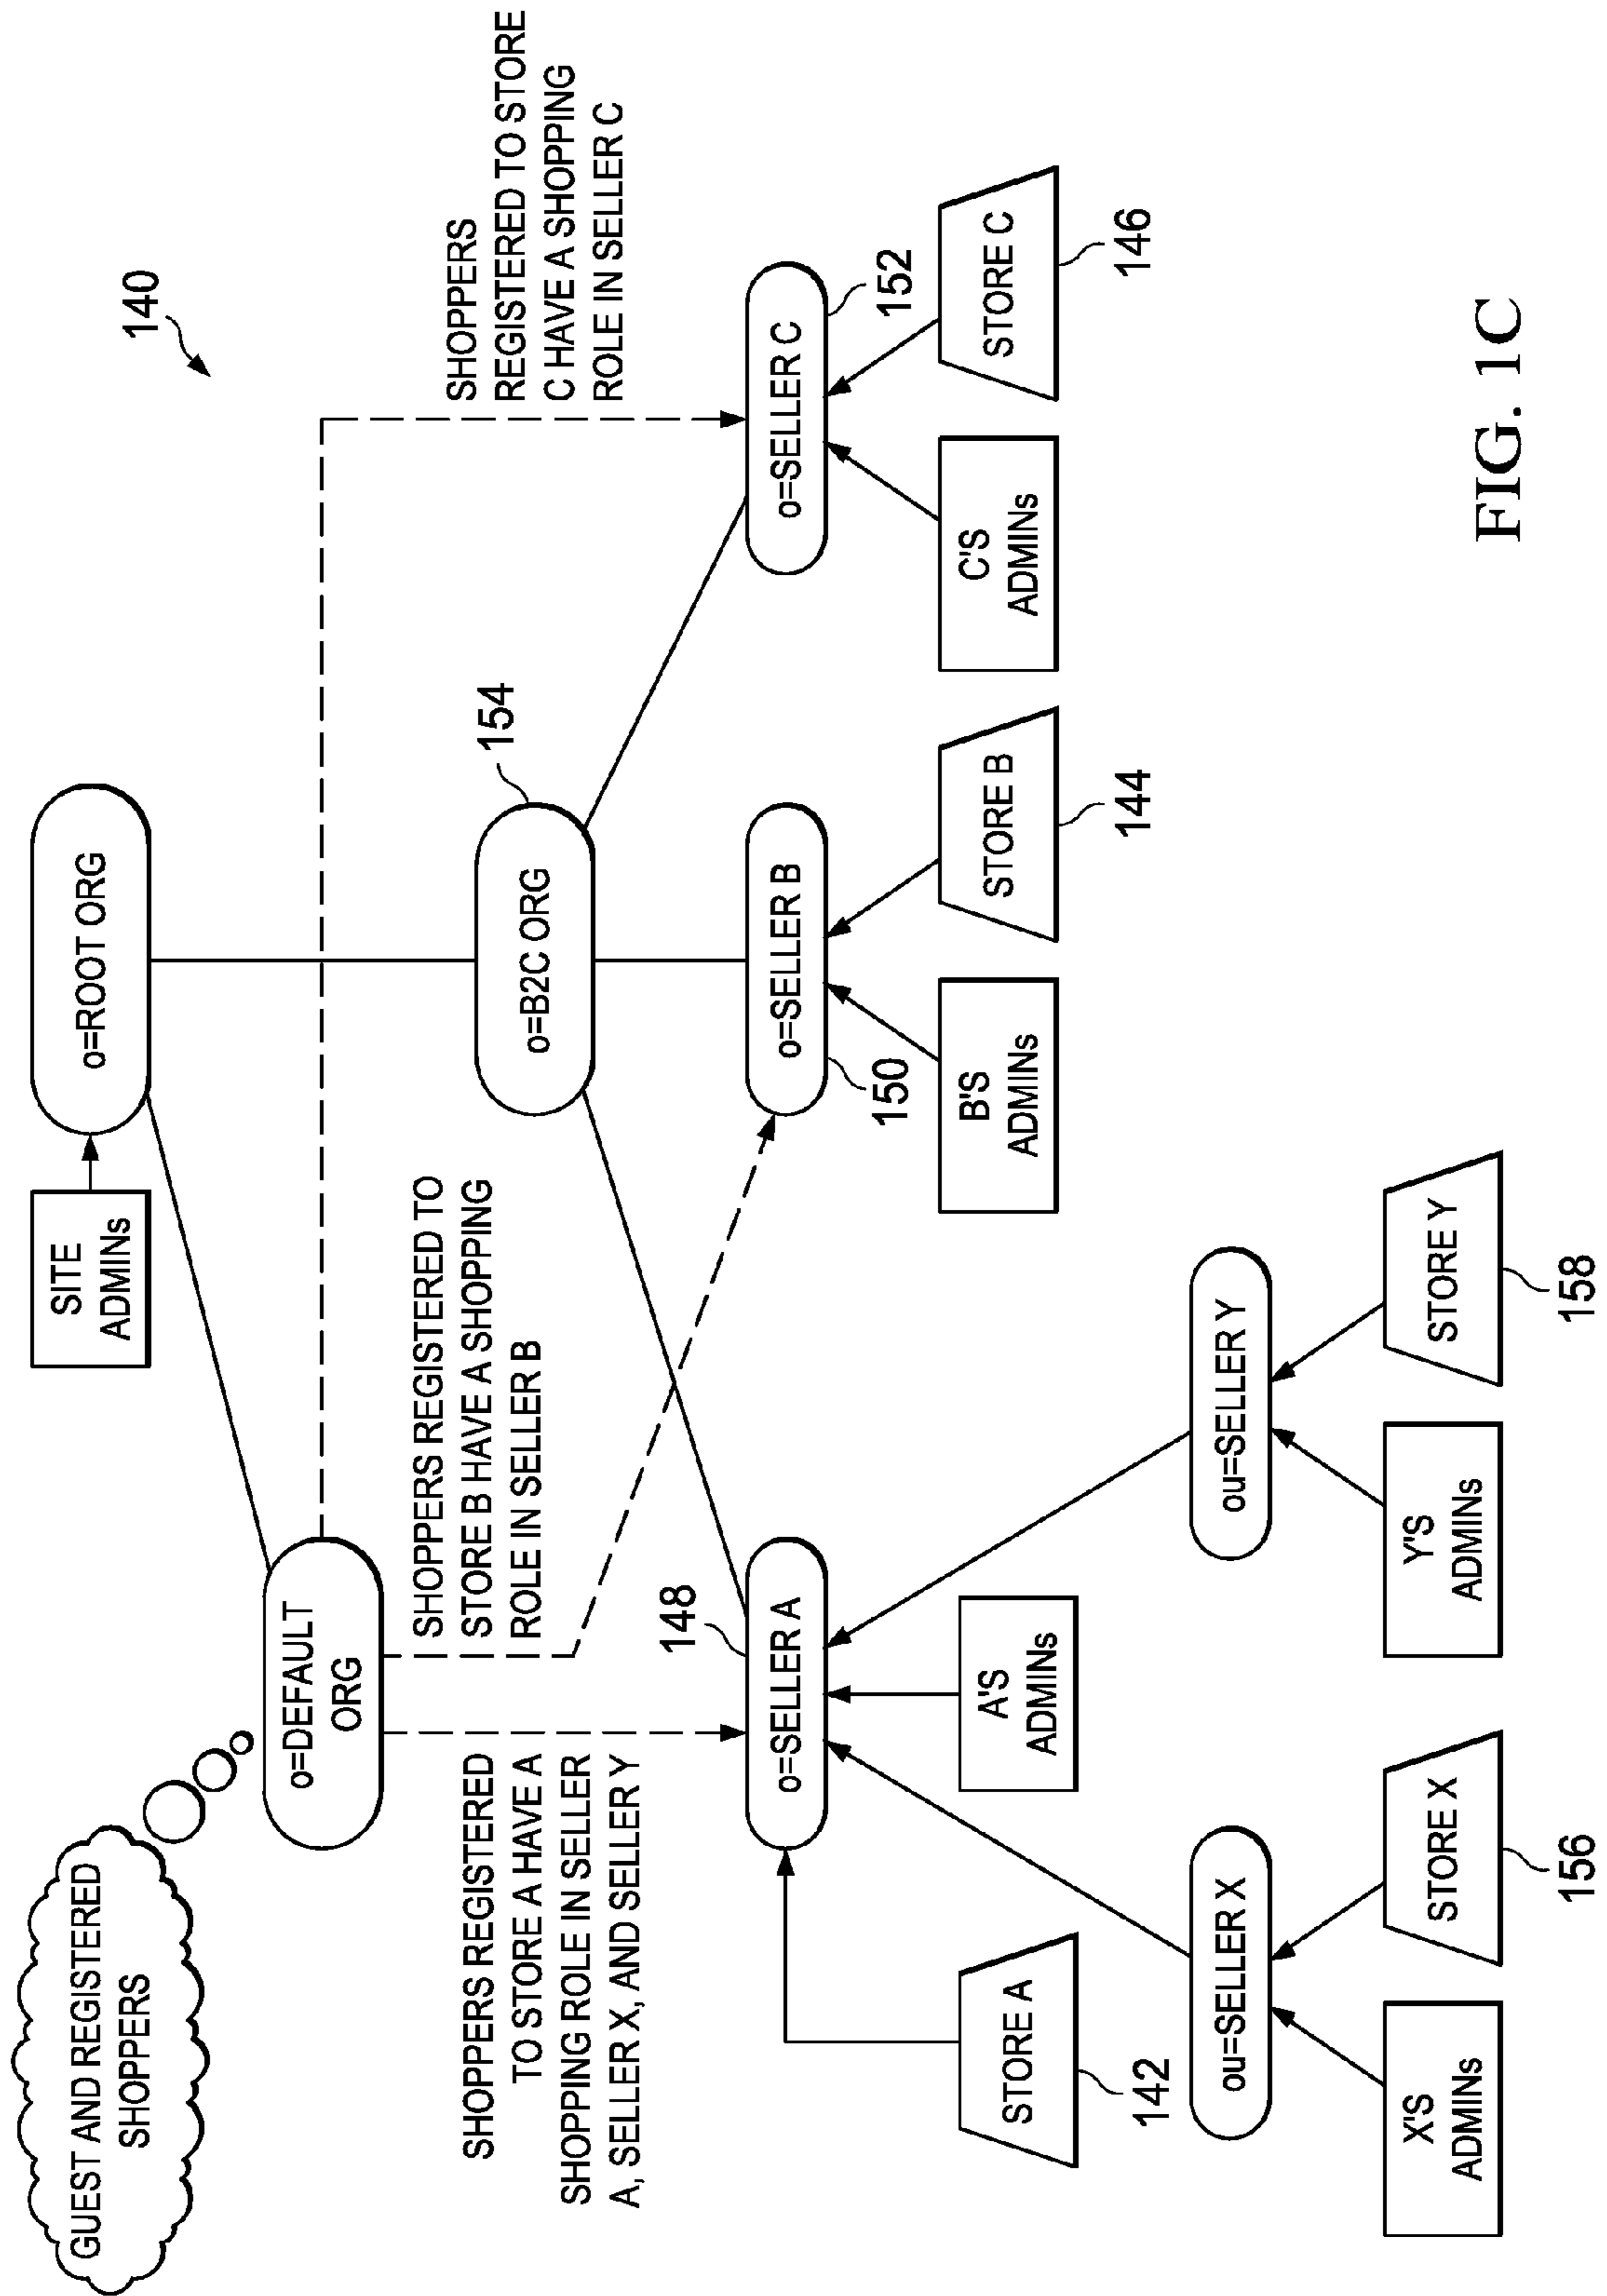 140
GUEST AND REGISTERED
SHOPPERS
SITE
ADMINs
o=ROOT ORG
o=DEFAULT
ORG
SHOPPERS REGISTERED
TO STORE A HAVE A
SHOPPING ROLE IN SELLER
A, SELLER X, AND SELLER Y
SHOPPERS REGISTERED TO
STORE B HAVE A SHOPPING
ROLE IN SELLER B
154
o=B2C ORG
SHOPPERS
REGISTERED TO STORE
C HAVE A SHOPPING
ROLE IN SELLER C
148
o=SELLER A
o=SELLER B
150
o=SELLER C
152
STORE A
142
A'S
ADMINs
B'S
ADMINs
STORE B
144
C'S
ADMINs
STORE C
146
ou=SELLER X
ou=SELLER Y
X'S
ADMINs
STORE X
156
Y'S
ADMINs
STORE Y
158
FIG. 1C